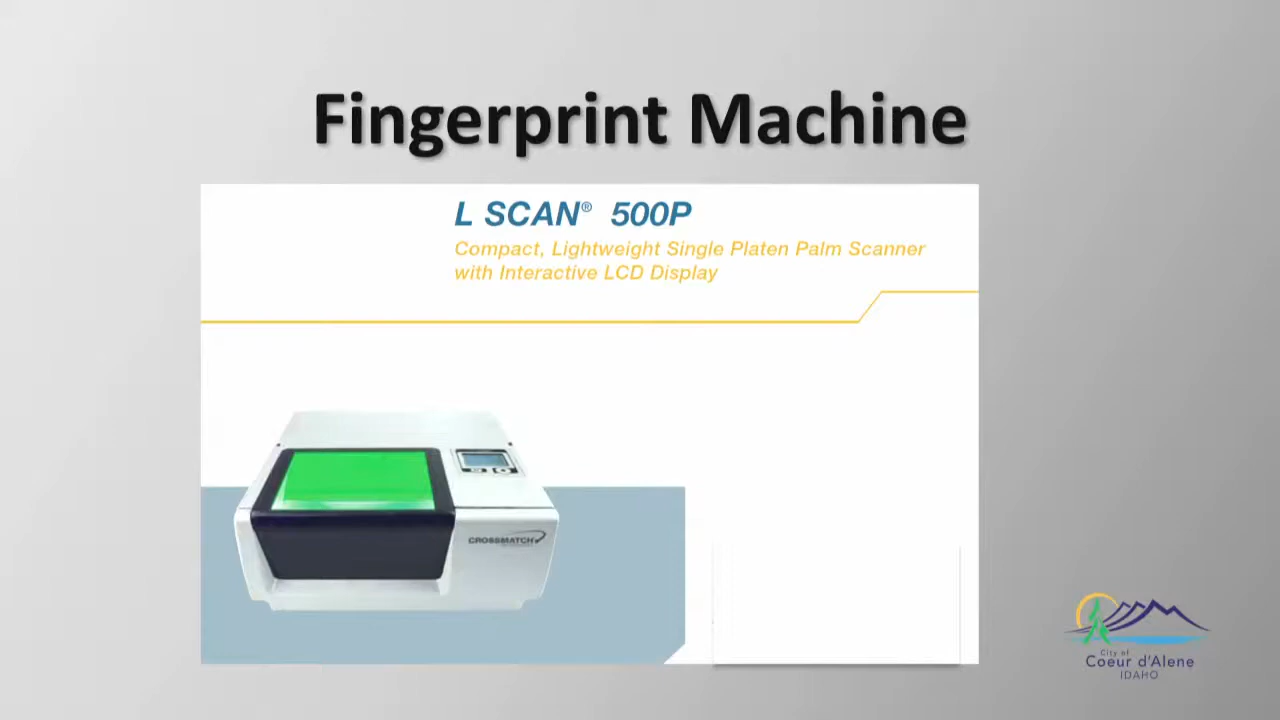 Fingerprint Machine
L SCAN® 500P
Compact, Lightweight Single Platen Palm Scanner
with Interactive LCD Display
CROSSMATCH
City of
Coeur d'Alene
IDAHO